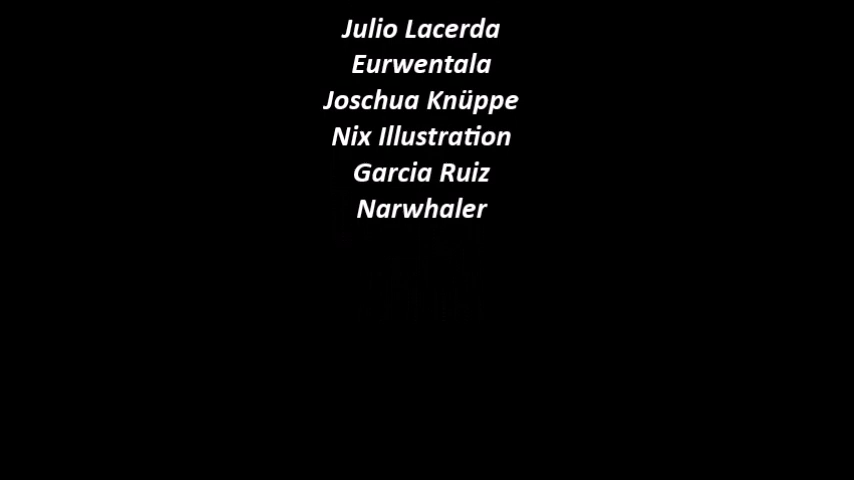 Julio Lacerda
Eurwentala
Joschua Knüppe
Nix Illustration
Garcia Ruiz
Narwhaler